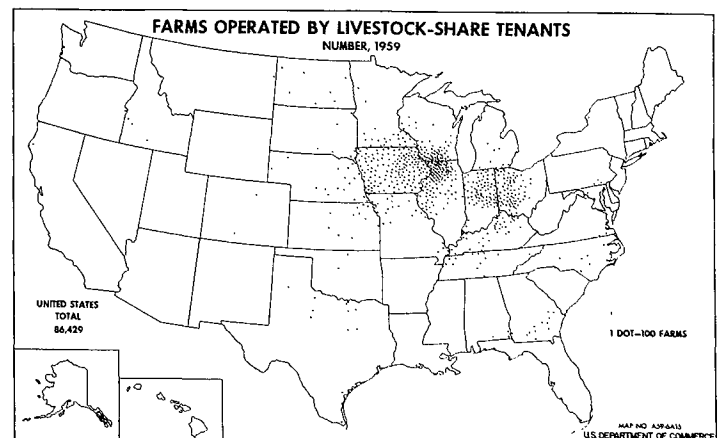 FARMS OPERATED BY LIVESTOCK-SHARE TENANTS
NUMBER, 1959
UNITED STATES
TOTAL
86,429
1 DOT—100 FARMS
MAP NO. A59-6A13
U.S. DEPARTMENT OF COMMERCE